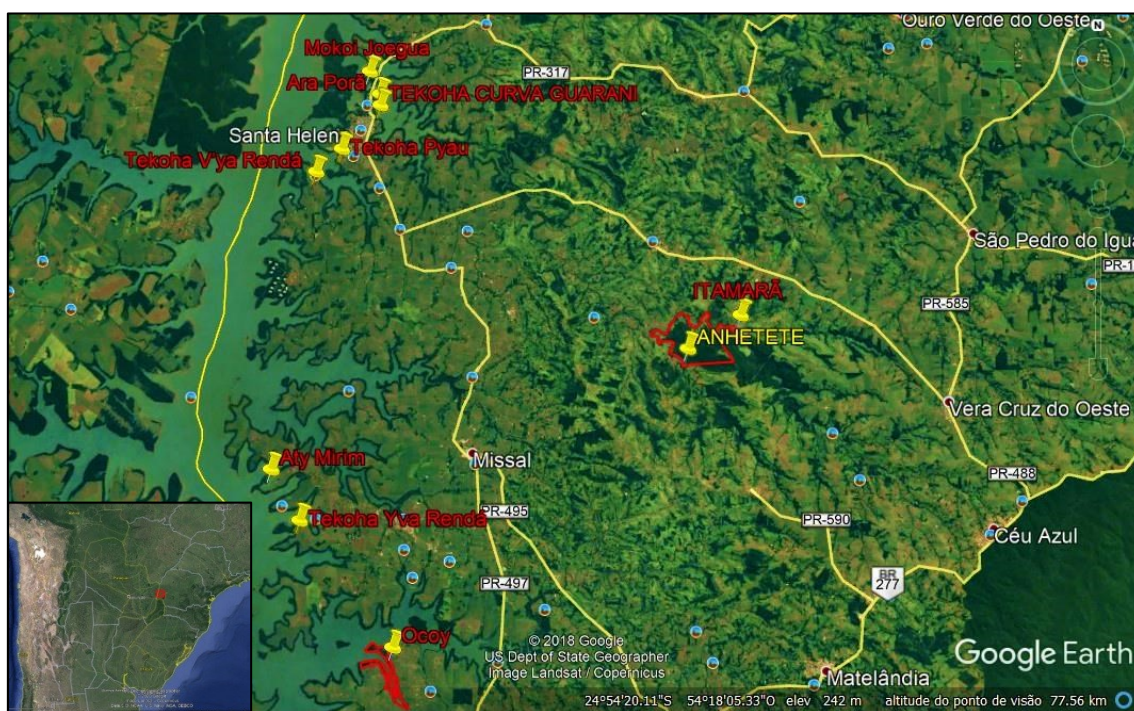 Ouro Verde do Oeste
N
Mokoi Joegua
PR-317
Ara Porã
TEKOHA CURVA GUARANI
Santa Helen
Tekoha Pyau
Tekoha V'ya Rendá
São Pedro do Igua
PR-1
ITAMARÃ
PR-585
ANHETETE
Vera Cruz do Oeste
Aty Mirim
Missal
PR-488
PR-495
Tekoha Yva Rendá
PR-590
Céu Azul
BR
277
PR-497
Ocoy
© 2018 Google
US Dept of State Geographer
Image Landsat / Copernicus
Google Earth
Matelândia
24°54'20.11"S 54°18'05.33"O elev 242 m altitude do ponto de visão 77.56 km